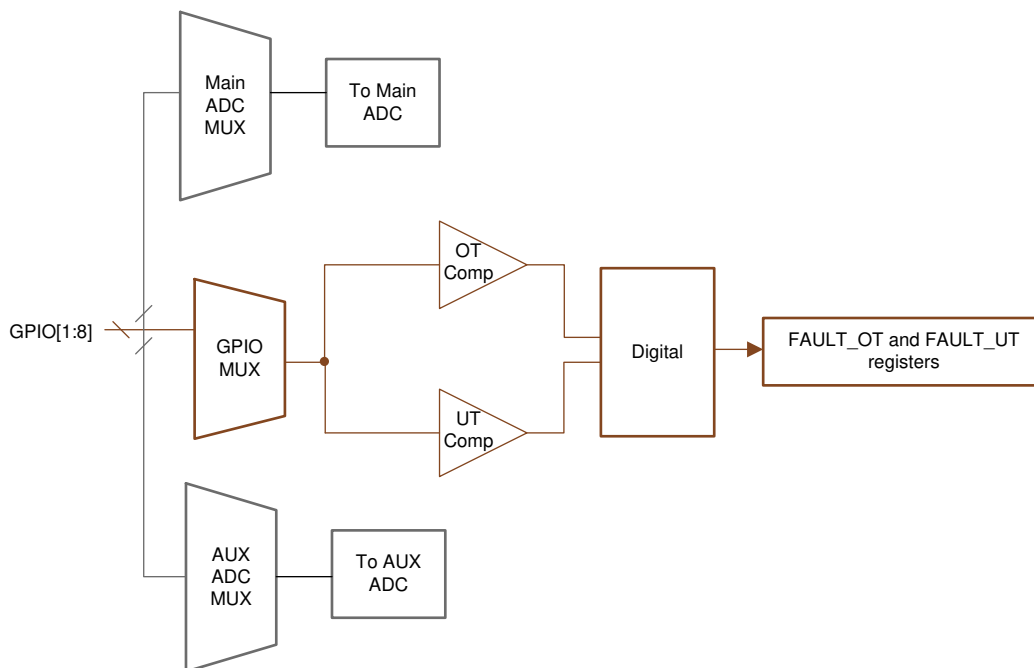 Main
ADC
MUX
To Main
ADC
GPIO[1:8]
GPIO
MUX
OT
Comp
UT
Comp
Digital
FAULT_OT and FAULT_UT
registers
AUX
ADC
MUX
To AUX
ADC